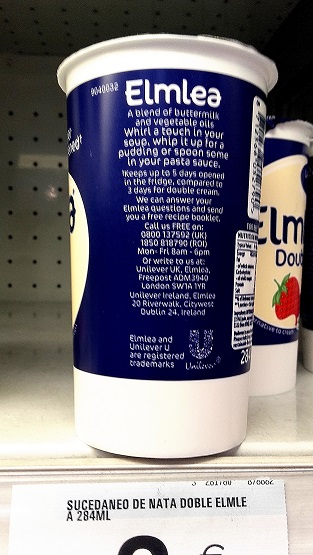 9040032
Elmlea
A blend of buttermilk
and vegetable oils
Whirl a touch in your
soup, whip it up for a
pudding or spoon some
in your pasta sauce.
Keeps up to 5 days opened
in the fridge, compared to
3 days for double cream.
We can answer your
Elmlea questions and send
you a free recipe booklet.
Call us FREE on:
0800 137592 (UK)
1850 818790 (ROI)
Mon- Fri 8am - 6pm
Or write to us at:
Unilever UK, Elmlea,
Freepost ADM3940
London SW1A 1YR
Unilever Ireland, Elmlea
20 Riverwalk, Citywest
Dublin 24, Ireland
Elmlea and
Unilever U
are registered
trademarks
Unilever
28
Elm
Dou
SUCEDANEO DE NATA DOBLE ELMLE
A 284ML
€